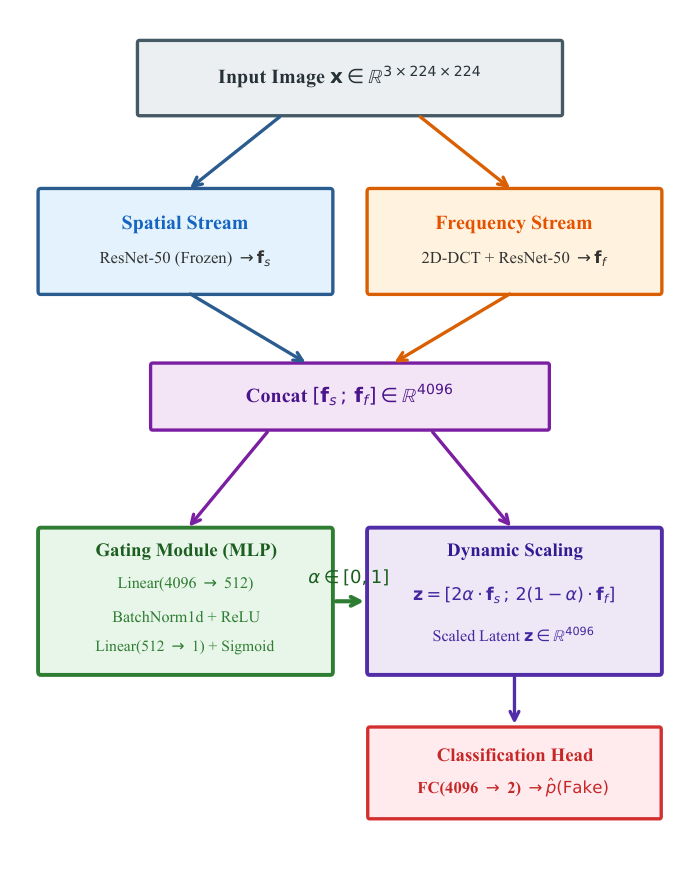 Input Image 𝐱 ∈ ℝ^{3×224×224}
Spatial Stream
ResNet-50 (Frozen) → 𝐟_s
Frequency Stream
2D-DCT + ResNet-50 → 𝐟_f
Concat [𝐟_s ; 𝐟_f] ∈ ℝ^{4096}
Gating Module (MLP)
Linear(4096 → 512)
BatchNorm1d + ReLU
Linear(512 → 1) + Sigmoid
α ∈ [0, 1]
Dynamic Scaling
𝐳 = [2α · 𝐟_s ; 2(1 − α) · 𝐟_f]
Scaled Latent 𝐳 ∈ ℝ^{4096}
Classification Head
FC(4096 → 2) → p̂(Fake)